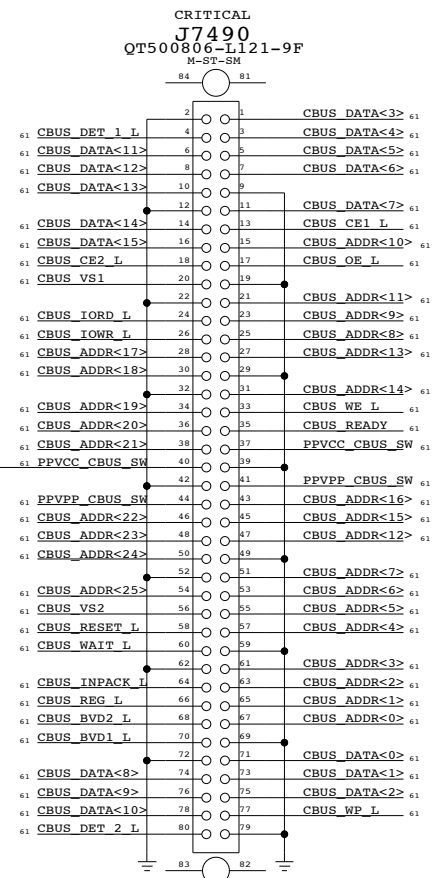 CRITICAL
J7490
QT500806-L121-9F
M-ST-SM
84 81
2 1 CBUS_DATA<3> 61
61 CBUS_DET_1_L 4 3 CBUS_DATA<4> 61
61 CBUS_DATA<11> 6 5 CBUS_DATA<5> 61
61 CBUS_DATA<12> 8 7 CBUS_DATA<6> 61
61 CBUS_DATA<13> 10 9
12 11 CBUS_DATA<7> 61
61 CBUS_DATA<14> 14 13 CBUS_CE1_L 61
61 CBUS_DATA<15> 16 15 CBUS_ADDR<10> 61
61 CBUS_CE2_L 18 17 CBUS_OE_L 61
61 CBUS_VS1 20 19
22 21 CBUS_ADDR<11> 61
61 CBUS_IORD_L 24 23 CBUS_ADDR<9> 61
61 CBUS_IOWR_L 26 25 CBUS_ADDR<8> 61
61 CBUS_ADDR<17> 28 27 CBUS_ADDR<13> 61
61 CBUS_ADDR<18> 30 29
32 31 CBUS_ADDR<14> 61
61 CBUS_ADDR<19> 34 33 CBUS_WE_L 61
61 CBUS_ADDR<20> 36 35 CBUS_READY 61
61 CBUS_ADDR<21> 38 37 PPVCC_CBUS_SW 61
61 PPVCC_CBUS_SW 40 39
42 41 PPVPP_CBUS_SW 61
61 PPVPP_CBUS_SW 44 43 CBUS_ADDR<16> 61
61 CBUS_ADDR<22> 46 45 CBUS_ADDR<15> 61
61 CBUS_ADDR<23> 48 47 CBUS_ADDR<12> 61
61 CBUS_ADDR<24> 50 49
52 51 CBUS_ADDR<7> 61
61 CBUS_ADDR<25> 54 53 CBUS_ADDR<6> 61
61 CBUS_VS2 56 55 CBUS_ADDR<5> 61
61 CBUS_RESET_L 58 57 CBUS_ADDR<4> 61
61 CBUS_WAIT_L 60 59
62 61 CBUS_ADDR<3> 61
61 CBUS_INPACK_L 64 63 CBUS_ADDR<2> 61
61 CBUS_REG_L 66 65 CBUS_ADDR<1> 61
61 CBUS_BVD2_L 68 67 CBUS_ADDR<0> 61
61 CBUS_BVD1_L 70 69
72 71 CBUS_DATA<0> 61
61 CBUS_DATA<8> 74 73 CBUS_DATA<1> 61
61 CBUS_DATA<9> 76 75 CBUS_DATA<2> 61
61 CBUS_DATA<10> 78 77 CBUS_WP_L 61
61 CBUS_DET_2_L 80 79
83 82